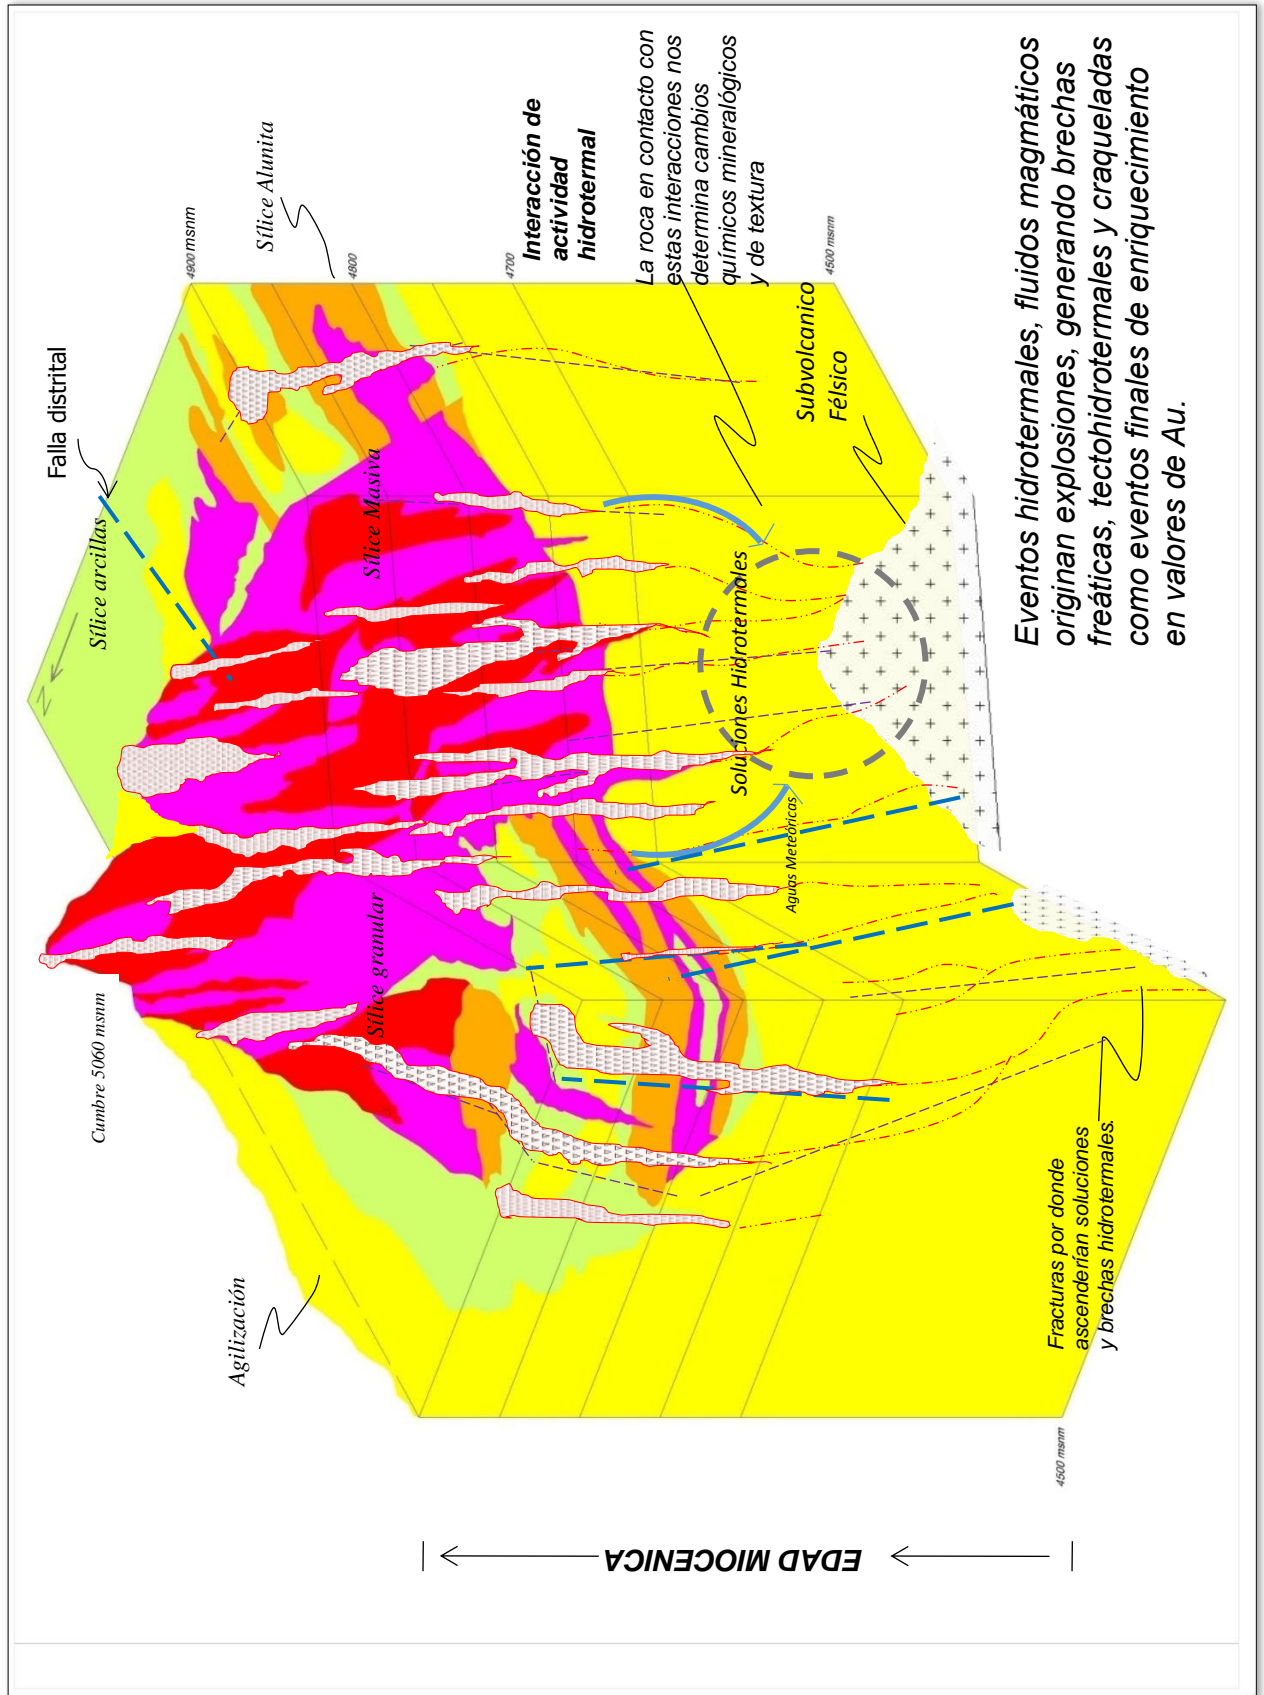 Cumbre 5060 msnm
Falla distrital
N
Sílice arcillas
4900 msnm
Sílice Alunita
4800
4700
4500 msnm
Agilización
Sílice granular
Sílice Masiva
Interacción de
actividad
hidrotermal
La roca en contacto con
estas interacciones nos
determina cambios
químicos mineralógicos
y de textura
Soluciones Hidrotermales
Aguas Meteóricas
Subvolcanico
Félsico
Fracturas por donde
ascenderían soluciones
y brechas hidrotermales.
4500 msnm
EDAD MIOCENICA
Eventos hidrotermales, fluidos magmáticos
originan explosiones, generando brechas
freáticas, tectohidrotermales y craqueladas
como eventos finales de enriquecimiento
en valores de Au.